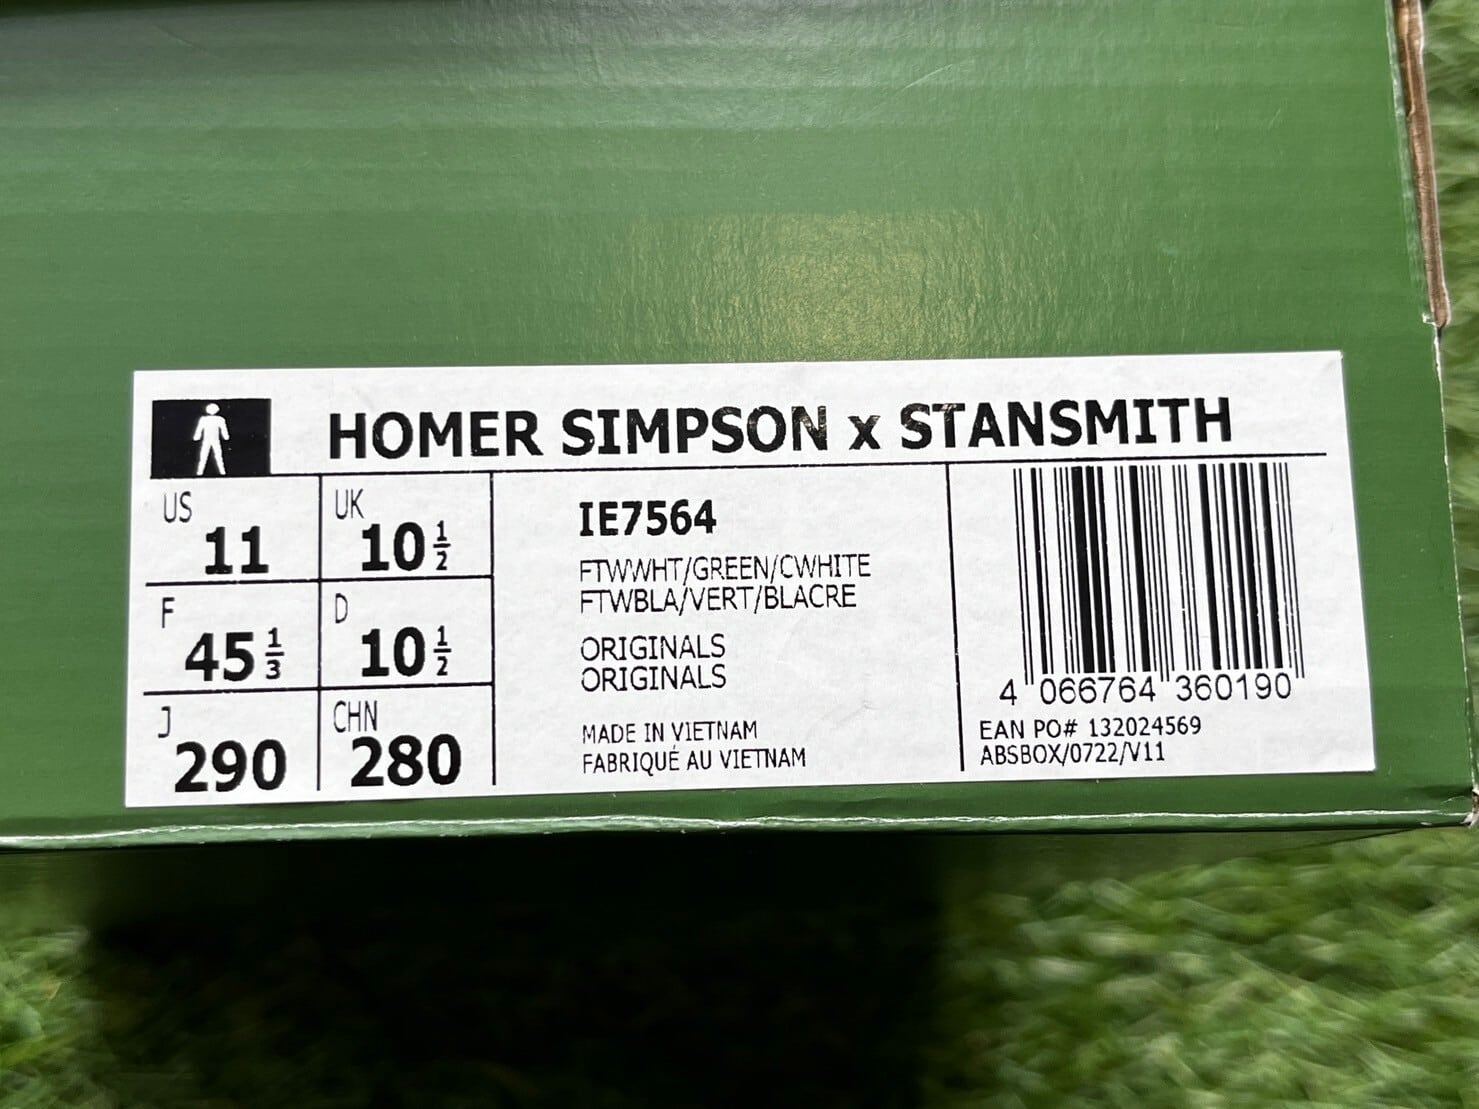 HOMER SIMPSON x STANSMITH
US
11
UK
10 1/2
F
45 1/3
D
10 1/2
J
290
CHN
280
IE7564
FTWWHT/GREEN/CWHITE
FTWBLA/VERT/BLACRE
ORIGINALS
ORIGINALS
MADE IN VIETNAM
FABRIQUÉ AU VIETNAM
4 066764 360190
EAN PO# 132024569
ABSBOX/0722/V11